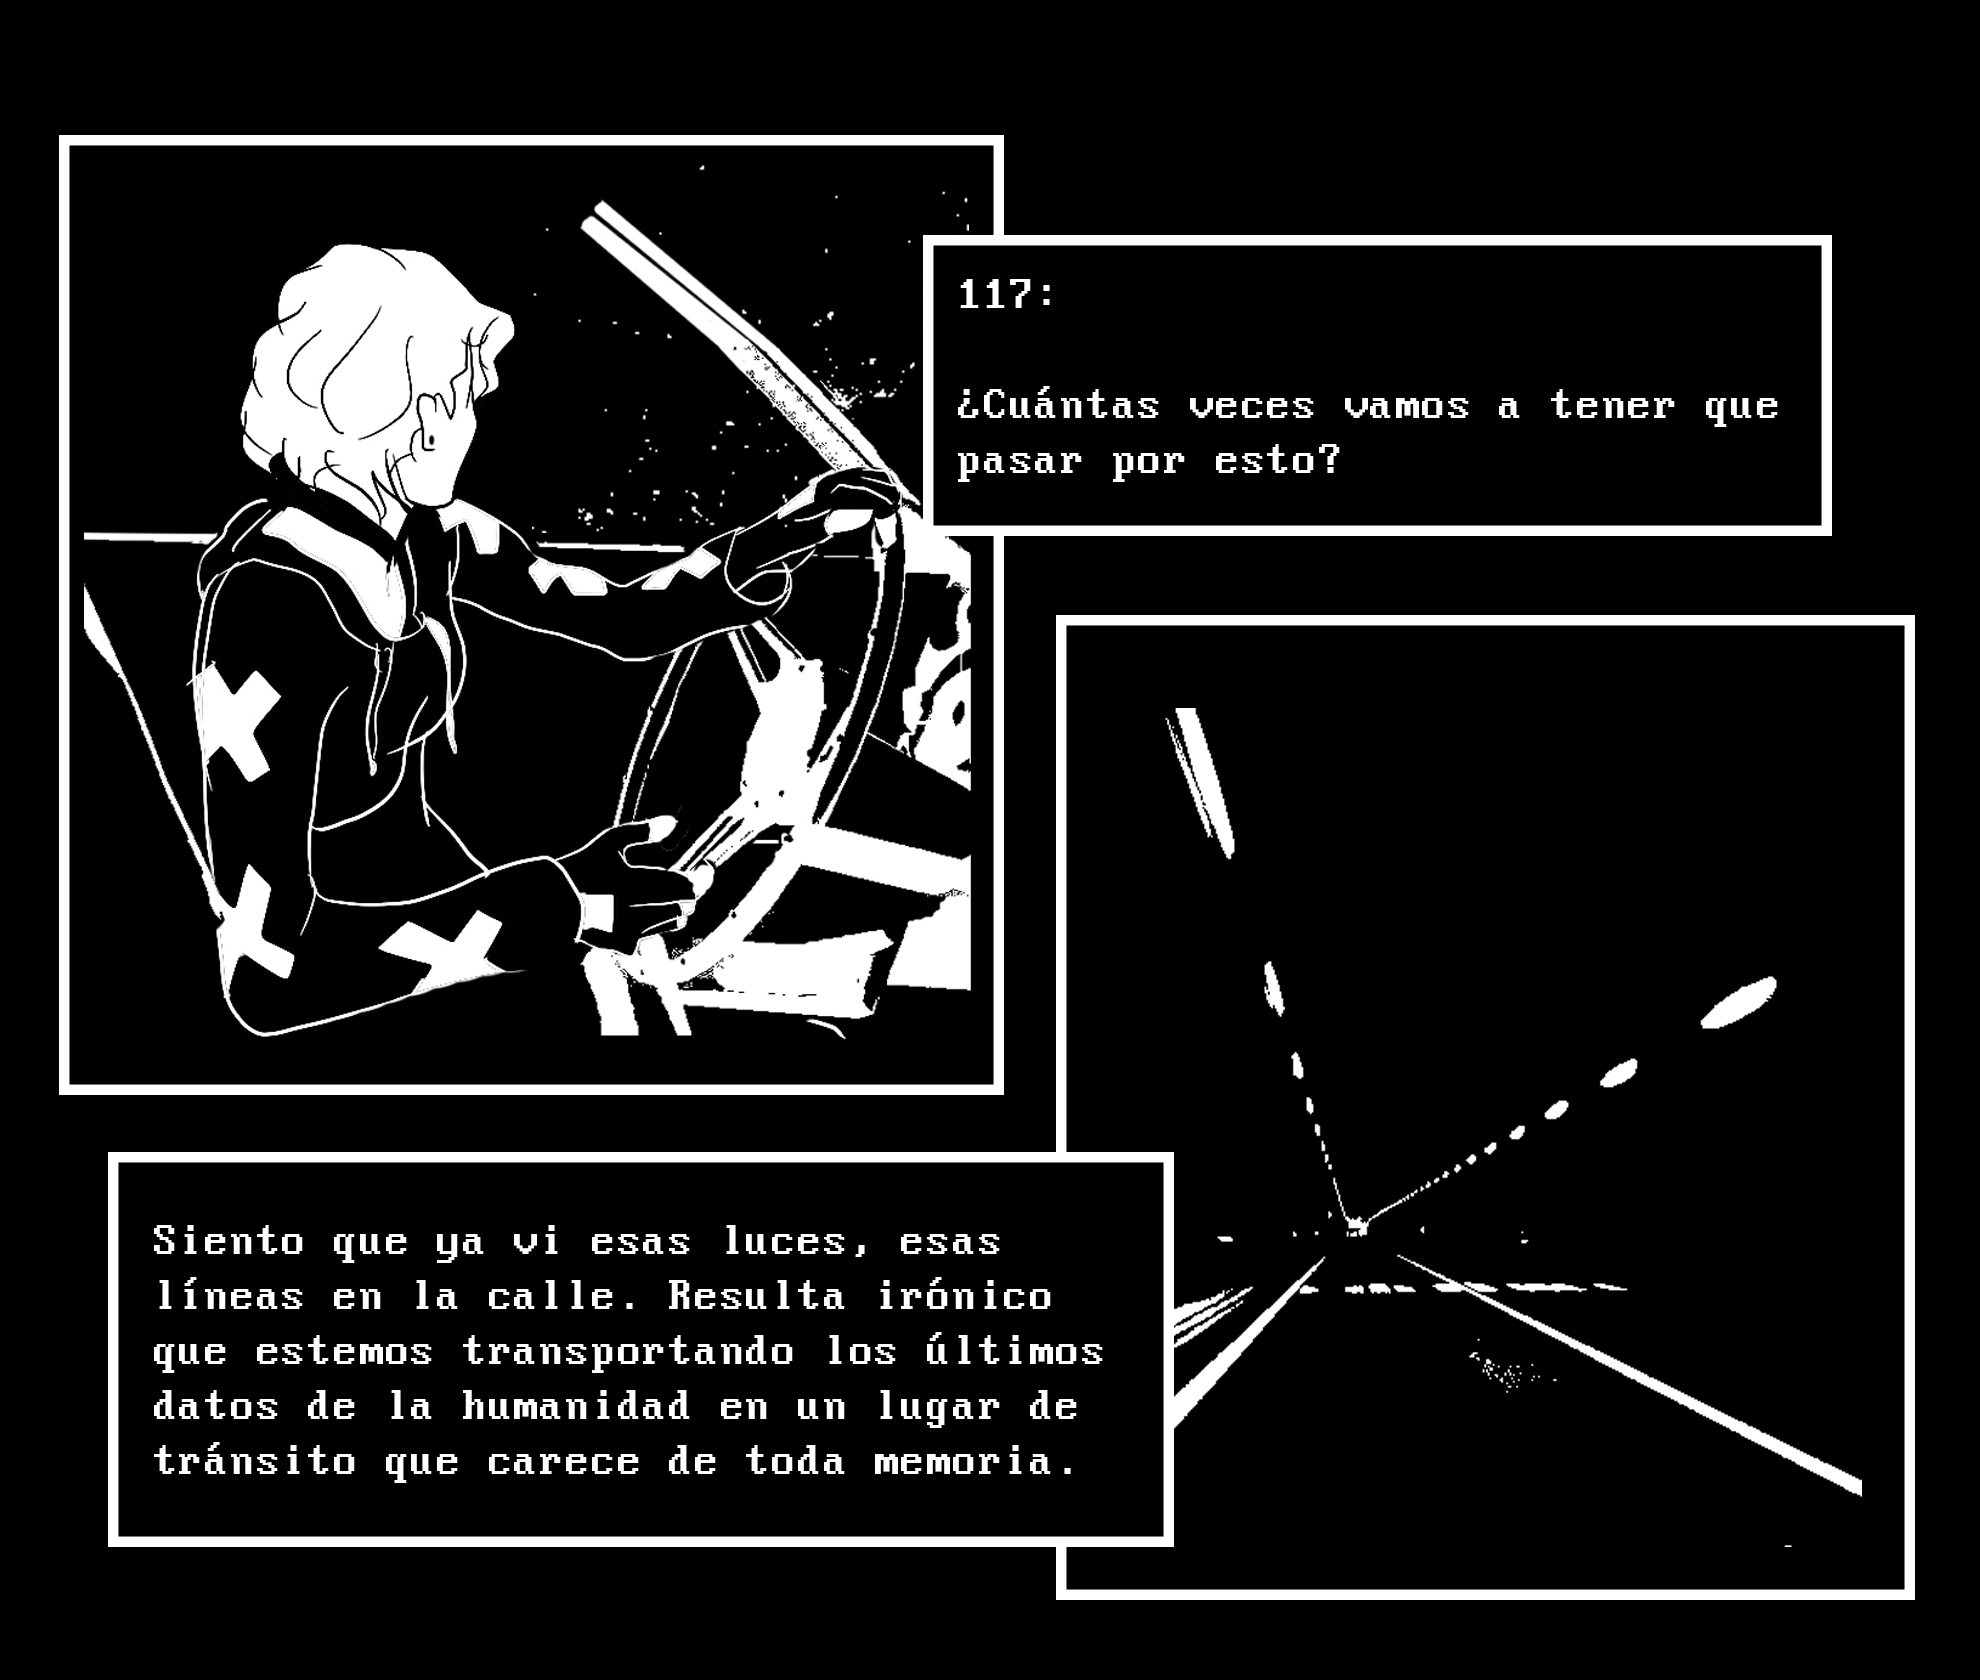 117:
¿Cuántas veces vamos a tener que
pasar por esto?
Siento que ya vi esas luces, esas
líneas en la calle. Resulta irónico
que estemos transportando los últimos
datos de la humanidad en un lugar de
tránsito que carece de toda memoria.